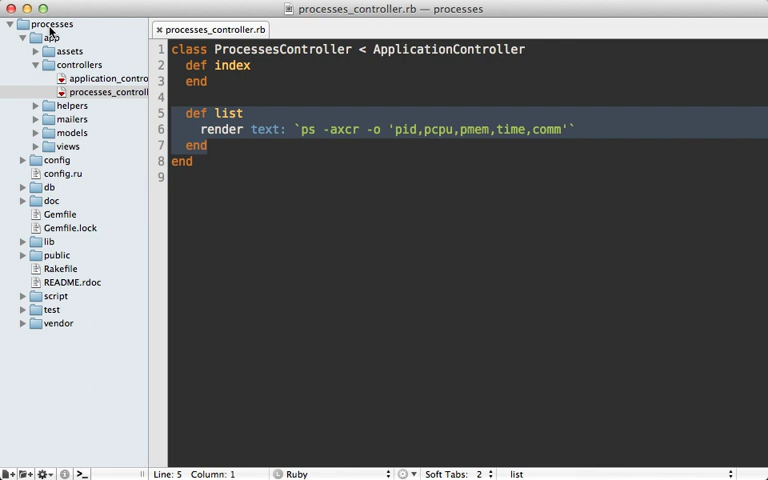 processes_controller.rb — processes
processes
app
assets
controllers
application_contro
processes_controll
helpers
mailers
models
views
config
config.ru
db
doc
Gemfile
Gemfile.lock
lib
public
Rakefile
README.rdoc
script
test
vendor
processes_controller.rb
1 class ProcessesController < ApplicationController
2 def index
3 end
4
5 def list
6 render text: `ps -axcr -o 'pid,pcpu,pmem,time,comm'`
7 end
8 end
9
Line: 5 Column: 1 Ruby Soft Tabs: 2 list